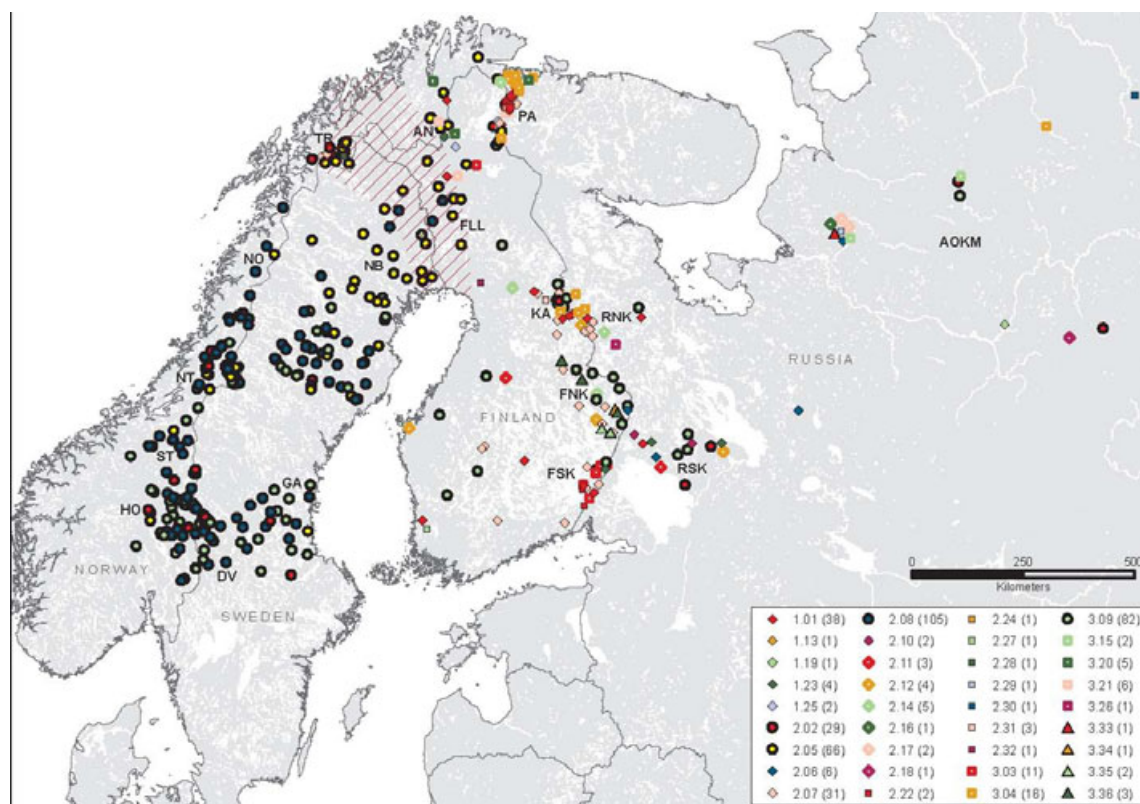 PA
TR
AN
FLL
AOKM
NO
NB
KA
RNK
RUSSIA
NT
FNK
FINLAND
ST
FSK
RSK
GA
HO
NORWAY
DV
SWEDEN
0 250 500
Kilometers
1.01 (38) 2.08 (105) 2.24 (1) 3.09 (82)
1.13 (1) 2.10 (2) 2.27 (1) 3.15 (2)
1.19 (1) 2.11 (3) 2.28 (1) 3.20 (5)
1.23 (4) 2.12 (4) 2.29 (1) 3.21 (6)
1.25 (2) 2.14 (5) 2.30 (1) 3.26 (1)
2.02 (29) 2.16 (1) 2.31 (3) 3.33 (1)
2.05 (66) 2.17 (2) 2.32 (1) 3.34 (1)
2.06 (6) 2.18 (1) 3.03 (11) 3.35 (2)
2.07 (31) 2.22 (2) 3.04 (16) 3.36 (3)